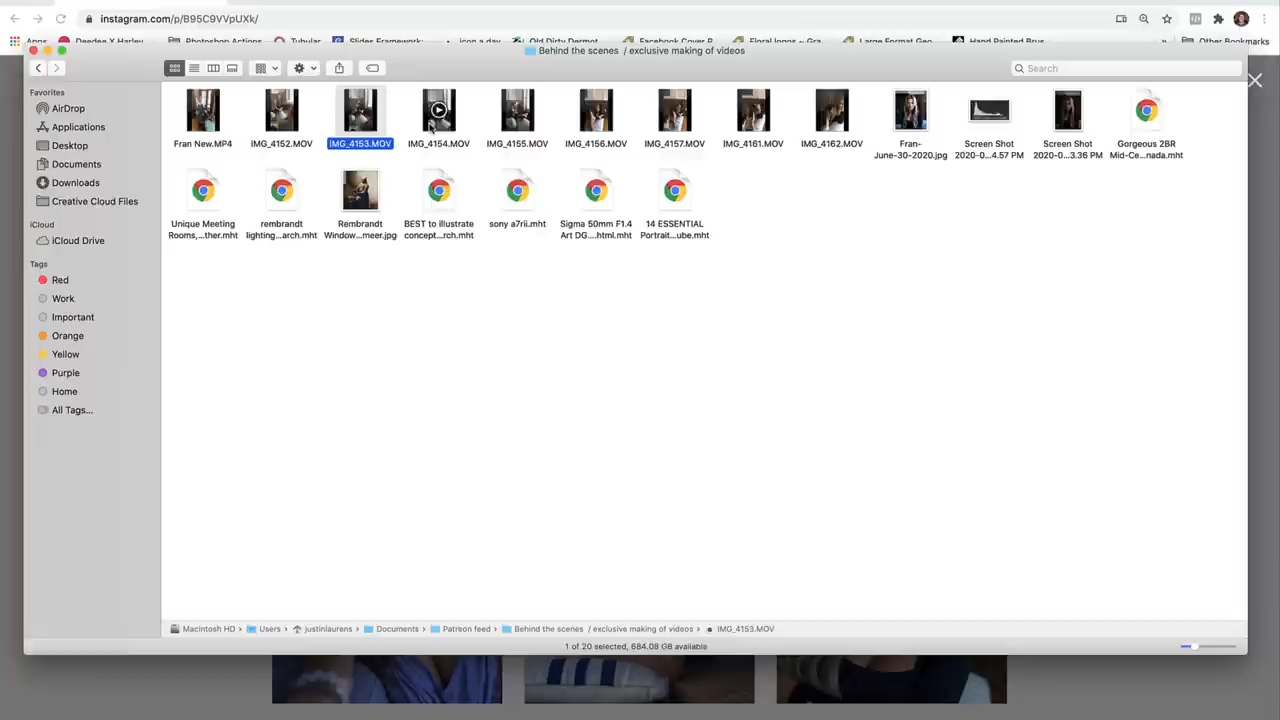 instagram.com/p/B95C9VVpUXk/
Apps Deedee X Harley Photoshop Actions Tubular Slides Framework: icon a day Old Dirty Dermot Facebook Cover P Floral logos ~ Gra Large Format Geo Hand Painted Brus Other Bookmarks
Behind the scenes / exclusive making of videos
Search
Favorites
AirDrop
Applications
Desktop
Documents
Downloads
Creative Cloud Files
iCloud
iCloud Drive
Tags
Red
Work
Important
Orange
Yellow
Purple
Home
All Tags...
Fran New.MP4 IMG_4152.MOV IMG_4153.MOV IMG_4154.MOV IMG_4155.MOV IMG_4156.MOV IMG_4157.MOV IMG_4161.MOV IMG_4162.MOV Fran- Screen Shot Screen Shot Gorgeous 2BR
June-30-2020.jpg 2020-0...4.57 PM 2020-0...3.36 PM Mid-Ce...nada.mht
Unique Meeting rembrandt Rembrandt BEST to illustrate sony a7rii.mht Sigma 50mm F1.4 14 ESSENTIAL
Rooms,...ther.mht lighting...arch.mht Window...meer.jpg concept...rch.mht Art DG....html.mht Portrait...ube.mht
Macintosh HD › Users › justinlaurens › Documents › Patreon feed › Behind the scenes / exclusive making of videos › IMG_4153.MOV
1 of 20 selected, 684.08 GB available